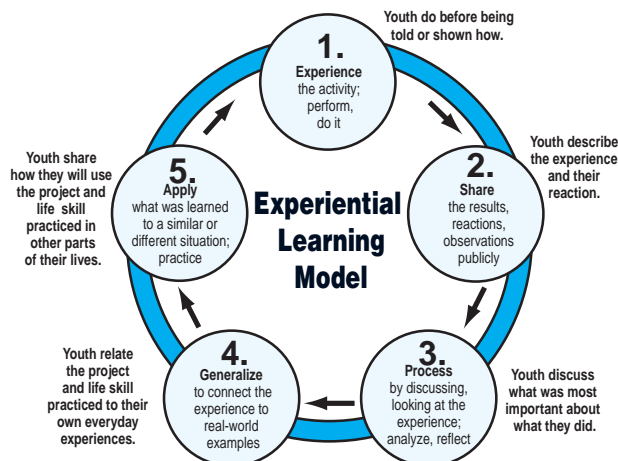 Youth do before being
told or shown how.
1.
Experience
the activity;
perform,
do it
Youth describe
the experience
and their
reaction.
2.
Share
the results,
reactions,
observations
publicly
Youth discuss
what was most
important about
what they did.
3.
Process
by discussing,
looking at the
experience;
analyze, reflect
Youth relate
the project
and life skill
practiced to their
own everyday
experiences.
4.
Generalize
to connect the
experience to
real-world
examples
Youth share
how they will use
the project and
life skill
practiced in
other parts
of their lives.
5.
Apply
what was learned
to a similar or
different situation;
practice
Experiential
Learning
Model